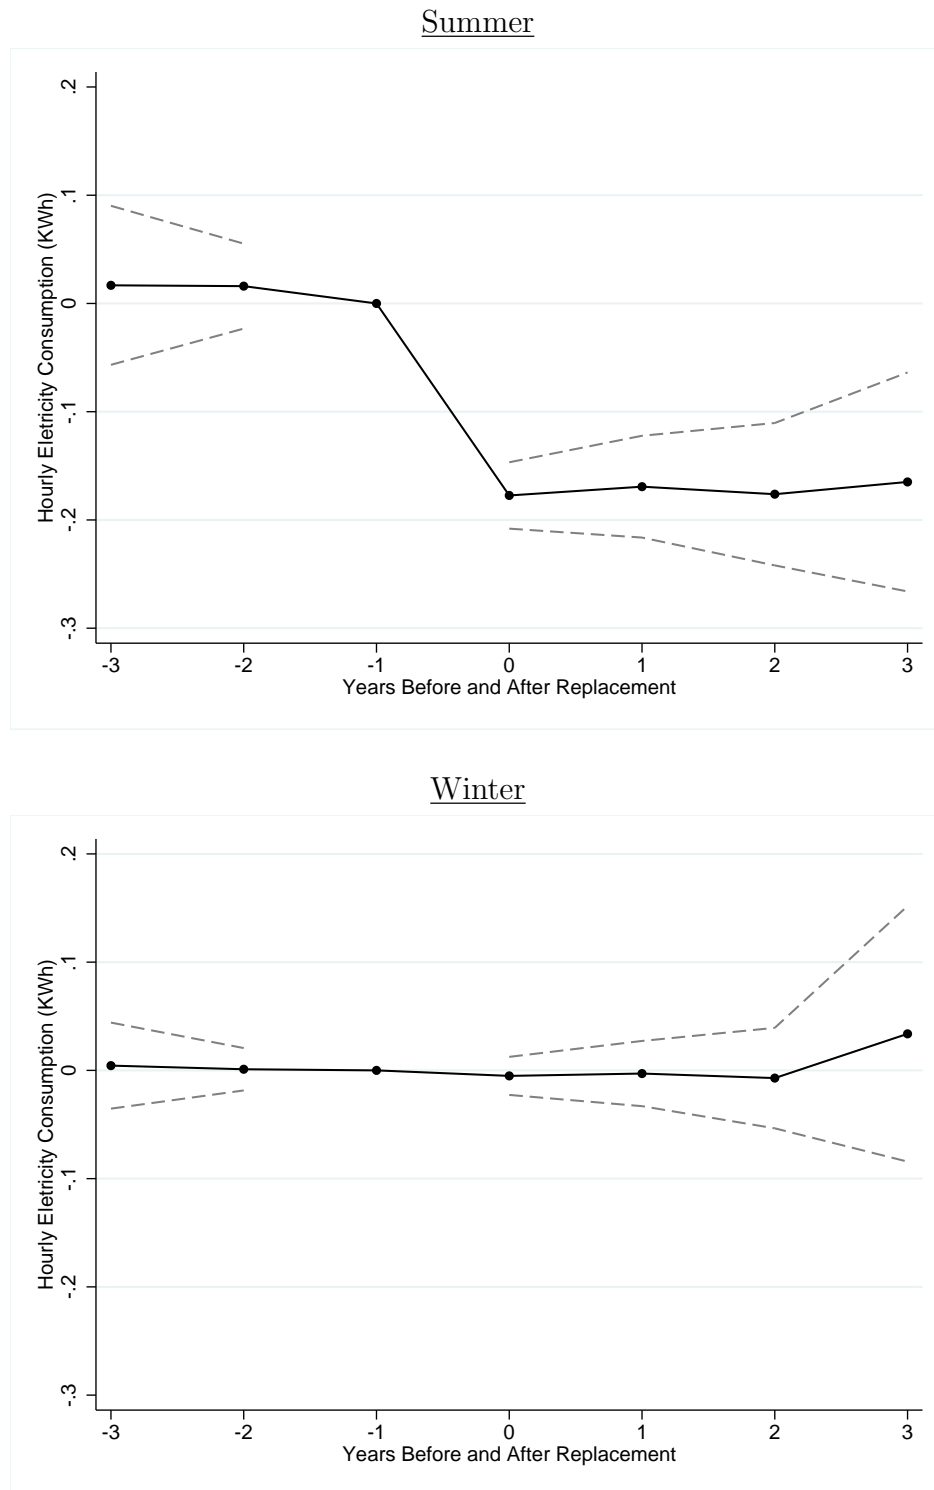 Summer
.2
.1
0
-.1
-.2
-.3
Hourly Eletricity Consumption (KWh)
-3 -2 -1 0 1 2 3
Years Before and After Replacement
Winter
.2
.1
0
-.1
-.2
-.3
Hourly Eletricity Consumption (KWh)
-3 -2 -1 0 1 2 3
Years Before and After Replacement